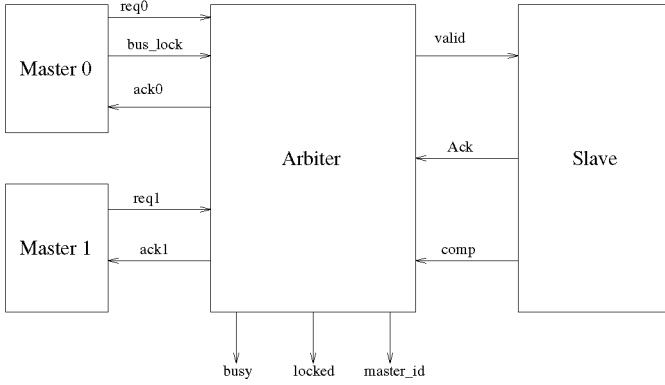 req0
bus_lock
Master 0
ack0
req1
Master 1
ack1
Arbiter
valid
Ack
comp
Slave
busy
locked
master_id